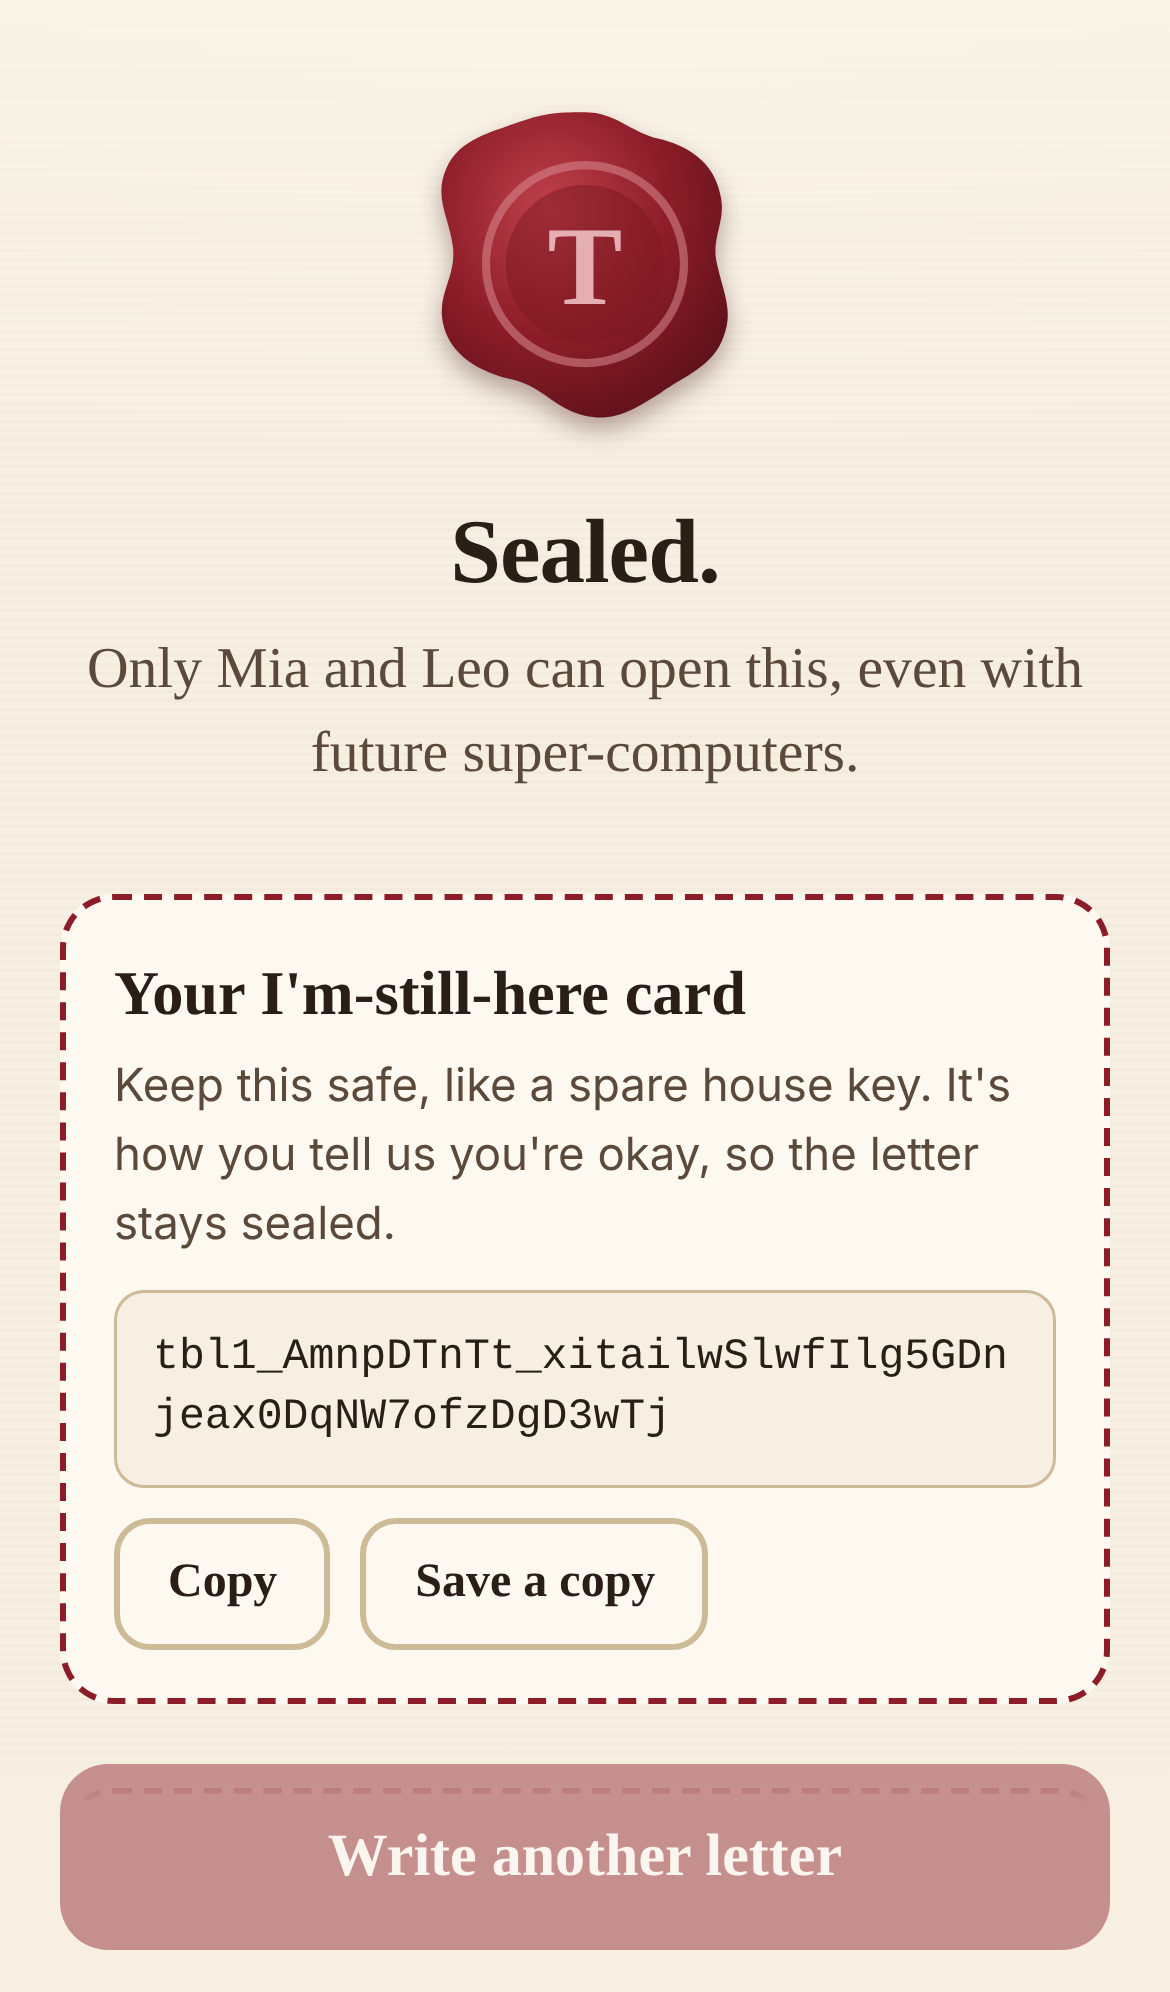 T
Sealed.
Only Mia and Leo can open this, even with
future super-computers.
Your I'm-still-here card
Keep this safe, like a spare house key. It's
how you tell us you're okay, so the letter
stays sealed.
tbl1_AmnpDTnTt_xitailwSlwfIlg5GDn
jeax0DqNW7ofzDgD3wTj
Copy
Save a copy
Write another letter